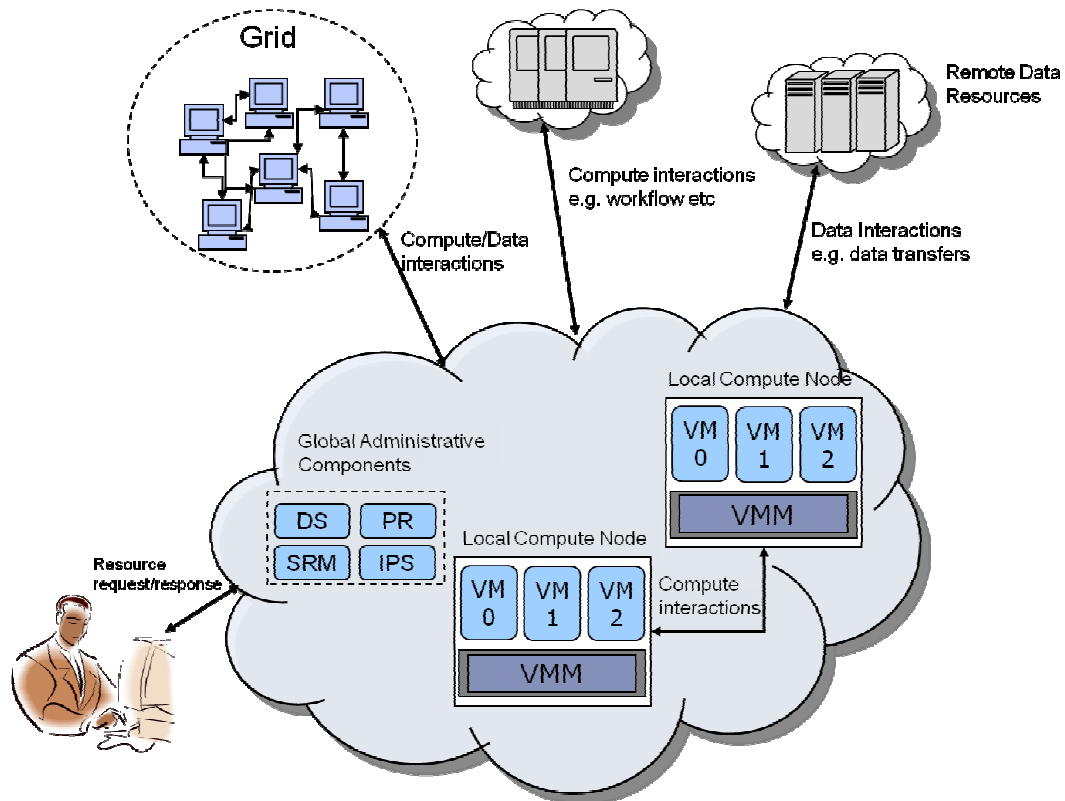 Grid
Remote Data
Resources
Compute interactions
e.g. workflow etc
Compute/Data
interactions
Data Interactions
e.g. data transfers
Local Compute Node
VM
0
VM
1
VM
2
VMM
Global Administrative
Components
DS
PR
SRM
IPS
Local Compute Node
VM
0
VM
1
VM
2
VMM
Compute
interactions
Resource
request/response